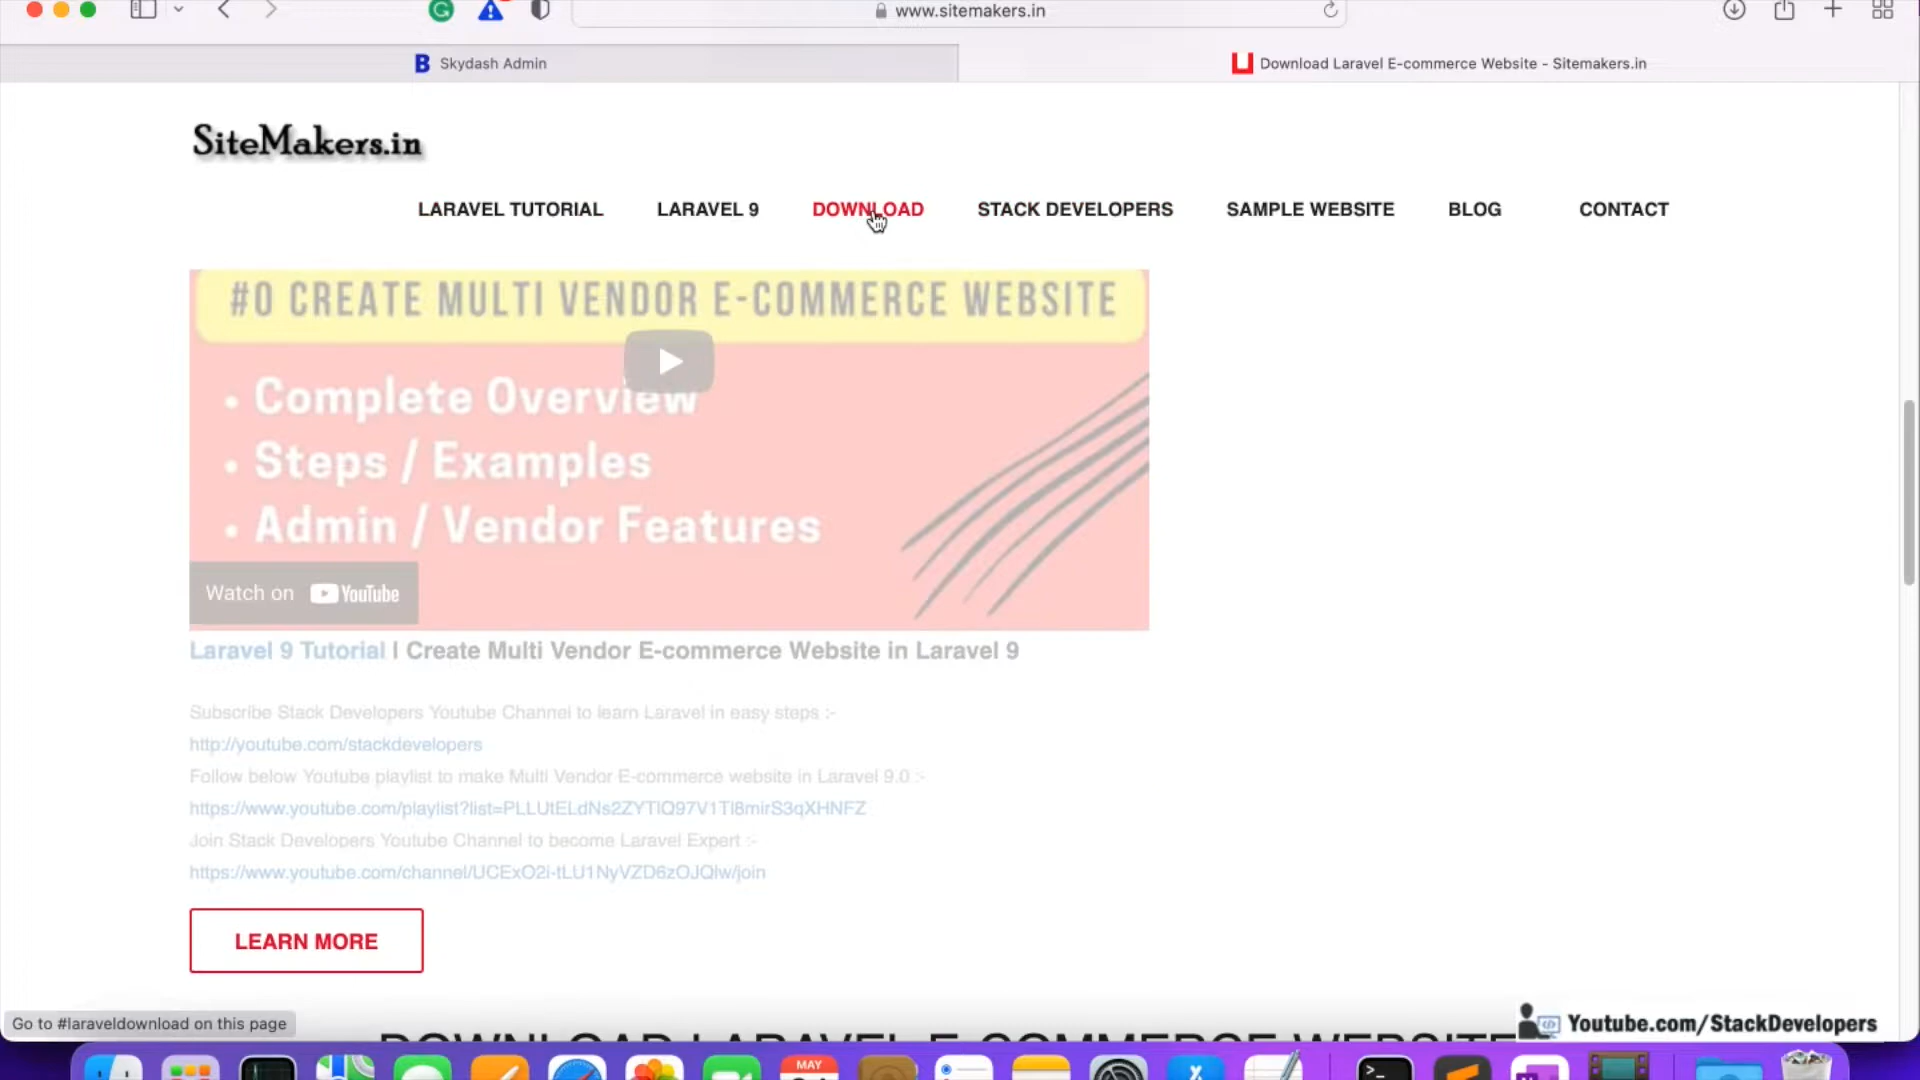 www.sitemakers.in
Skydash Admin
Download Laravel E-commerce Website - Sitemakers.in
SiteMakers.in
LARAVEL TUTORIAL LARAVEL 9 DOWNLOAD STACK DEVELOPERS SAMPLE WEBSITE BLOG CONTACT
#0 CREATE MULTI VENDOR E-COMMERCE WEBSITE
• Complete Overview
• Steps / Examples
• Admin / Vendor Features
Watch on YouTube
Laravel 9 Tutorial | Create Multi Vendor E-commerce Website in Laravel 9
Subscribe Stack Developers Youtube Channel to learn Laravel in easy steps :-
http://youtube.com/stackdevelopers
Follow below Youtube playlist to make Multi Vendor E-commerce website in Laravel 9.0 :-
https://www.youtube.com/playlist?list=PLLUtELdNs2ZYTlQ97V1Tl8mirS3qXHNFZ
Join Stack Developers Youtube Channel to become Laravel Expert :-
https://www.youtube.com/channel/UCExO2i-tLU1NyVZD6zOJQlw/join
LEARN MORE
Go to #laraveldownload on this page
DOWNLOAD LARAVEL E-COMMERCE WEBSITE
Youtube.com/StackDevelopers
MAY